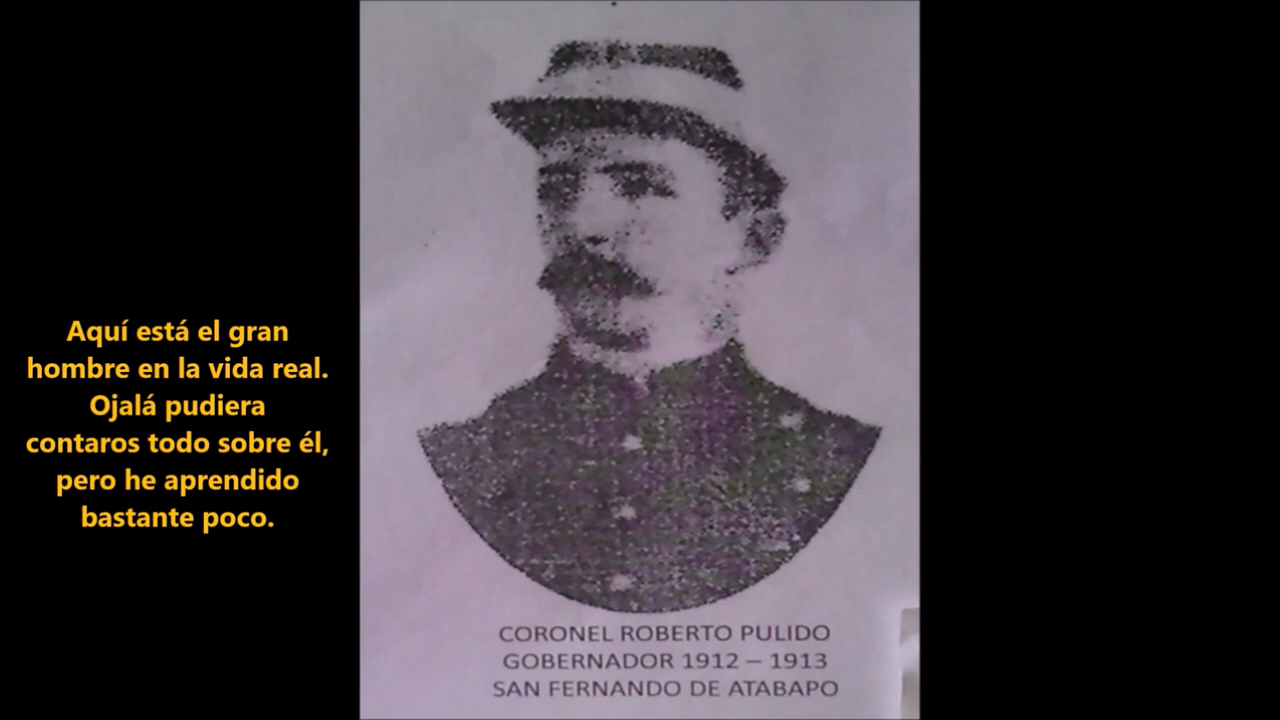 Aquí está el gran
hombre en la vida real.
Ojalá pudiera
contaros todo sobre él,
pero he aprendido
bastante poco.
CORONEL ROBERTO PULIDO
GOBERNADOR 1912 – 1913
SAN FERNANDO DE ATABAPO